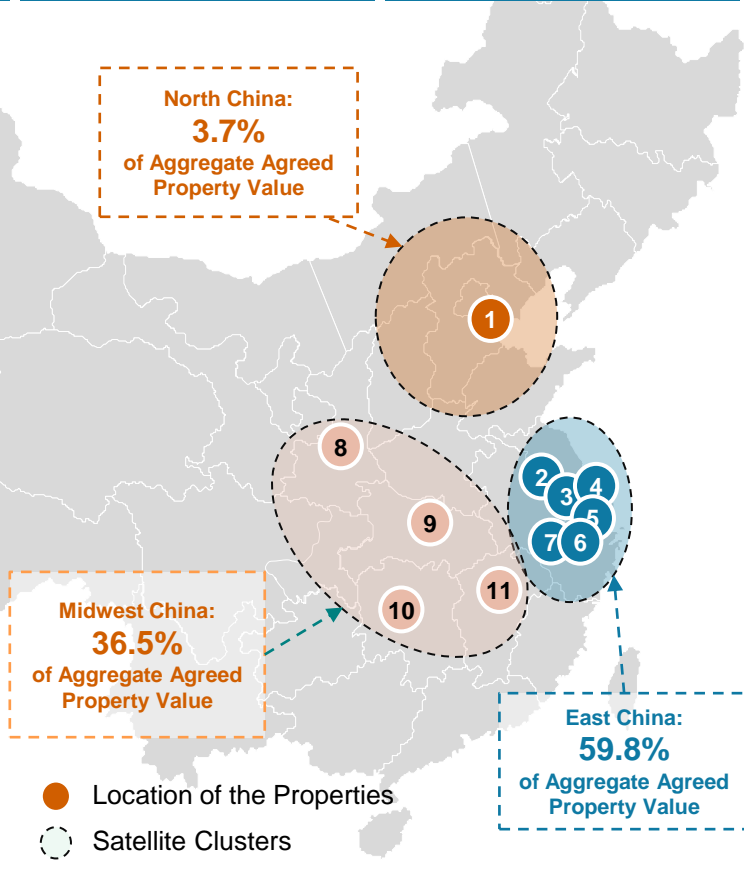 North China:
3.7%
of Aggregate Agreed
Property Value
1
8
2
3
4
5
9
7
6
11
10
Midwest China:
36.5%
of Aggregate Agreed
Property Value
East China:
59.8%
of Aggregate Agreed
Property Value
Location of the Properties
Satellite Clusters